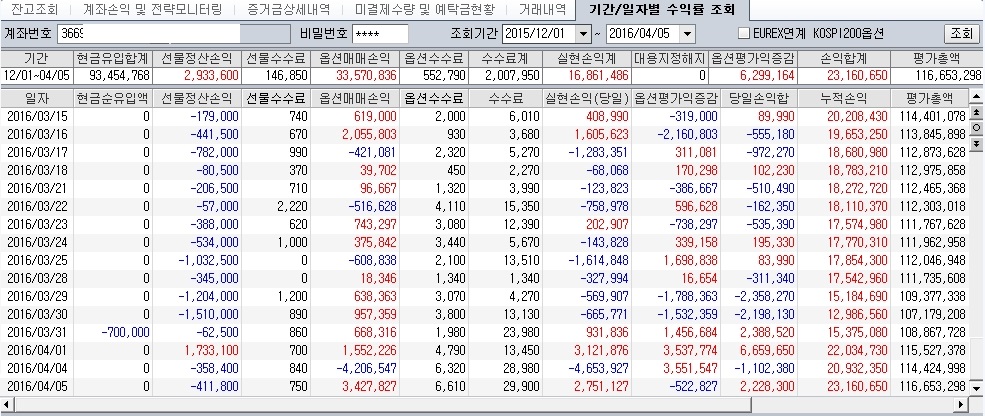 잔고조회 계좌손익 및 전략모니터링 증거금상세내역 미결제수량 및 예탁금현황 거래내역 기간/일자별 수익률 조회
계좌번호 3669 비밀번호 **** 조회기간 2015/12/01 ~ 2016/04/05 EUREX연계 KOSPI200옵션 조회
기간 현금유입합계 선물정산손익 선물수수료 옵션매매손익 옵션수수료 수수료계 실현손익계 대용지정해지 옵션평가익증감 손익합계 평가총액
12/01~04/05 93,454,768 2,933,600 146,850 33,570,836 552,790 2,007,950 16,861,486 0 6,299,164 23,160,650 116,653,298
일자 현금순유입액 선물정산손익 선물수수료 옵션매매손익 옵션수수료 수수료 실현손익(당일) 옵션평가익증감 당일손익합 누적손익 평가총액
2016/03/15 0 -179,000 740 619,000 2,000 6,010 408,990 -319,000 89,990 20,208,430 114,401,078
2016/03/16 0 -441,500 670 2,055,803 930 3,680 1,605,623 -2,160,803 -555,180 19,653,250 113,845,898
2016/03/17 0 -782,000 990 -421,081 2,320 5,270 -1,283,351 311,081 -972,270 18,680,980 112,873,628
2016/03/18 0 -80,500 370 39,702 450 2,270 -68,068 170,298 102,230 18,783,210 112,975,858
2016/03/21 0 -206,500 710 96,667 1,320 3,990 -123,823 -386,667 -510,490 18,272,720 112,465,368
2016/03/22 0 -57,000 2,220 -516,628 4,110 15,350 -758,978 596,628 -162,350 18,110,370 112,303,018
2016/03/23 0 -388,000 620 743,297 3,080 12,390 202,907 -738,297 -535,390 17,574,980 111,767,628
2016/03/24 0 -534,000 1,000 375,842 3,440 5,670 -143,828 339,158 195,330 17,770,310 111,962,958
2016/03/25 0 -1,032,500 0 -608,838 2,100 13,510 -1,614,848 1,698,838 83,990 17,854,300 112,046,948
2016/03/28 0 -345,000 0 18,346 1,340 1,340 -327,994 16,654 -311,340 17,542,960 111,735,608
2016/03/29 0 -1,204,000 1,200 638,363 3,070 4,270 -569,907 -1,788,363 -2,358,270 15,184,690 109,377,338
2016/03/30 0 -1,510,000 890 957,359 3,800 13,130 -665,771 -1,532,359 -2,198,130 12,986,560 107,179,208
2016/03/31 -700,000 -62,500 860 668,316 1,980 23,980 931,836 1,456,684 2,388,520 15,375,080 108,867,728
2016/04/01 0 1,733,100 700 1,552,226 4,790 13,450 3,121,876 3,537,774 6,659,650 22,034,730 115,527,378
2016/04/04 0 -358,400 840 -4,206,547 6,320 28,980 -4,653,927 3,551,547 -1,102,380 20,932,350 114,424,998
2016/04/05 0 -411,800 750 3,427,827 6,610 29,900 2,751,127 -522,827 2,228,300 23,160,650 116,653,298